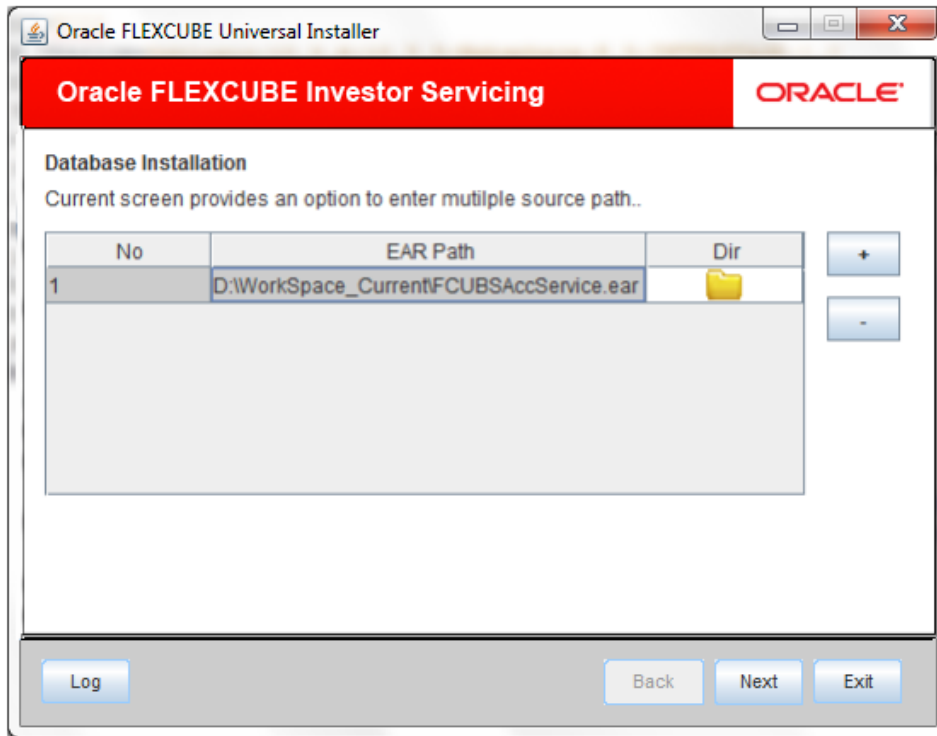 Oracle FLEXCUBE Universal Installer
Oracle FLEXCUBE Investor Servicing
ORACLE
Database Installation
Current screen provides an option to enter mutilple source path..
No EAR Path Dir
+
1 D:\WorkSpace_Current\FCUBSAccService.ear
-
Log Back Next Exit